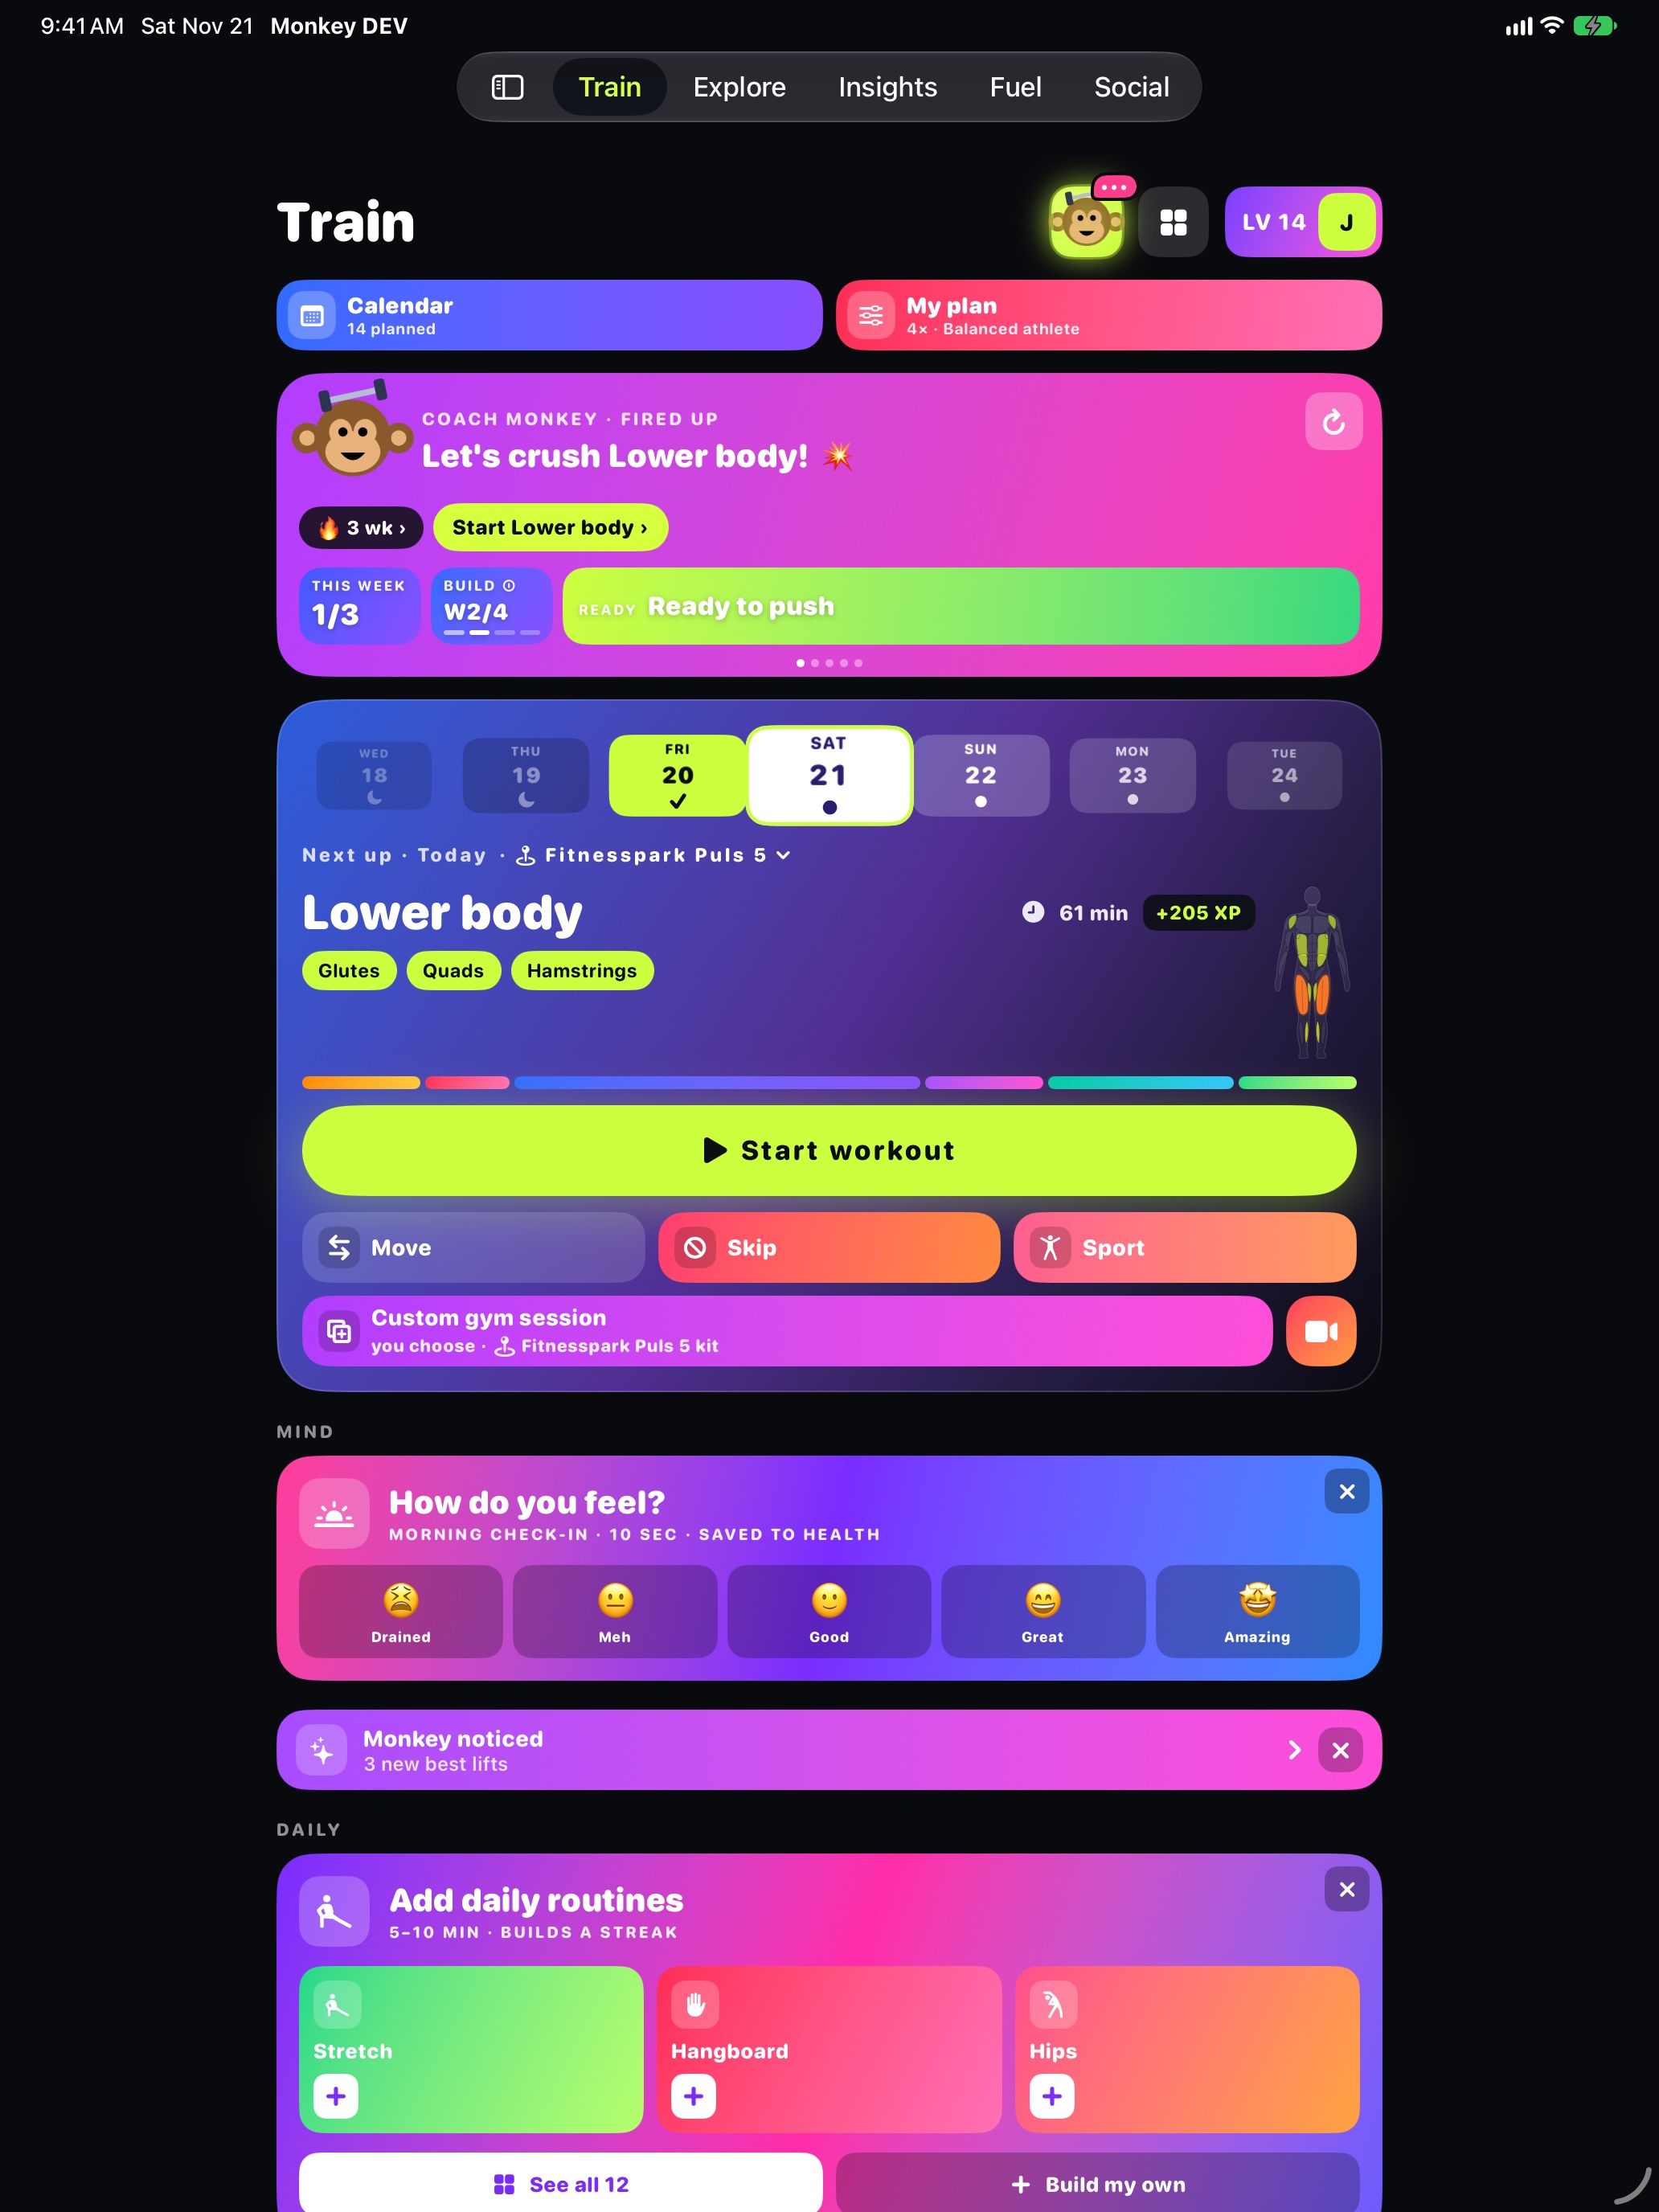 9:41 AM Sat Nov 21 Monkey DEV
Train Explore Insights Fuel Social
Train
LV 14 J
Calendar
14 planned
My plan
4× · Balanced athlete
COACH MONKEY · FIRED UP
Let's crush Lower body! 💥
🔥 3 wk ›
Start Lower body ›
THIS WEEK
1/3
BUILD
W2/4
READY Ready to push
WED
18
THU
19
FRI
20
SAT
21
SUN
22
MON
23
TUE
24
Next up · Today · Fitnesspark Puls 5
Lower body
61 min +205 XP
Glutes Quads Hamstrings
Start workout
Move
Skip
Sport
Custom gym session
you choose · Fitnesspark Puls 5 kit
MIND
How do you feel?
MORNING CHECK-IN · 10 SEC · SAVED TO HEALTH
Drained
Meh
Good
Great
Amazing
Monkey noticed
3 new best lifts
DAILY
Add daily routines
5–10 MIN · BUILDS A STREAK
Stretch
Hangboard
Hips
See all 12
Build my own